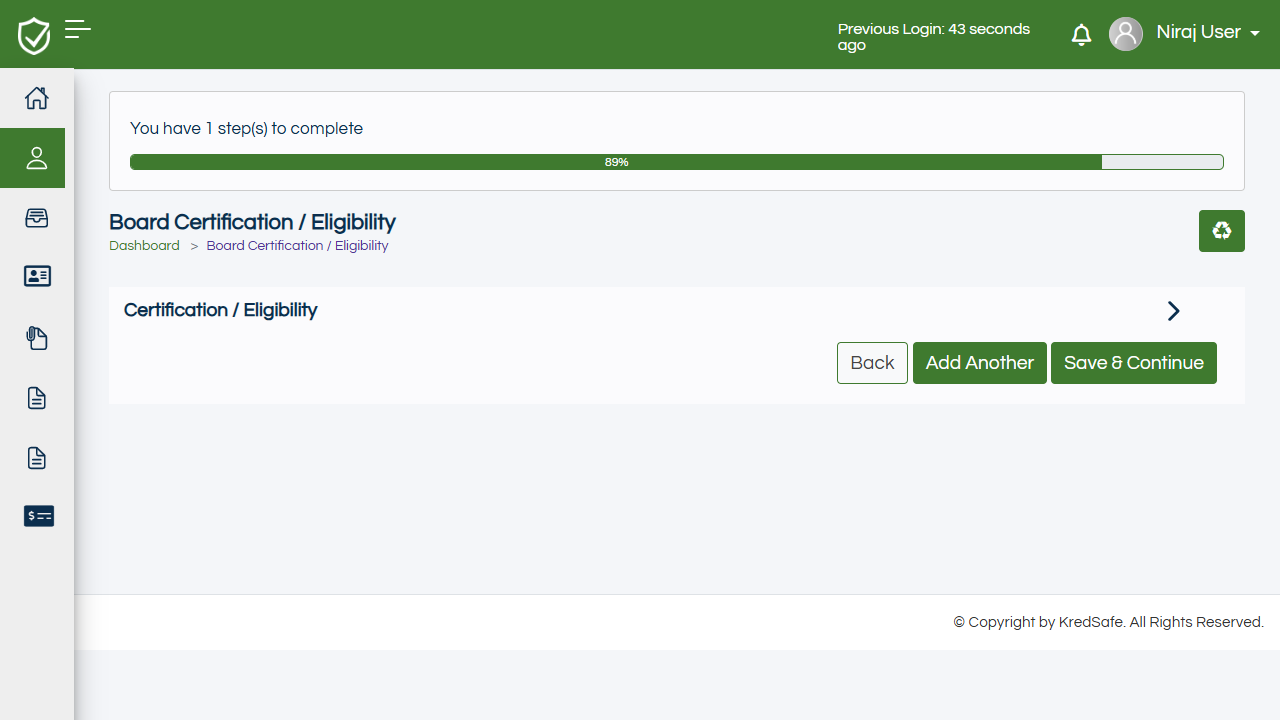 Previous Login: 43 seconds
ago
Niraj User
You have 1 step(s) to complete
89%
Board Certification / Eligibility
Dashboard > Board Certification / Eligibility
Certification / Eligibility
Back
Add Another
Save & Continue
$
© Copyright by KredSafe. All Rights Reserved.